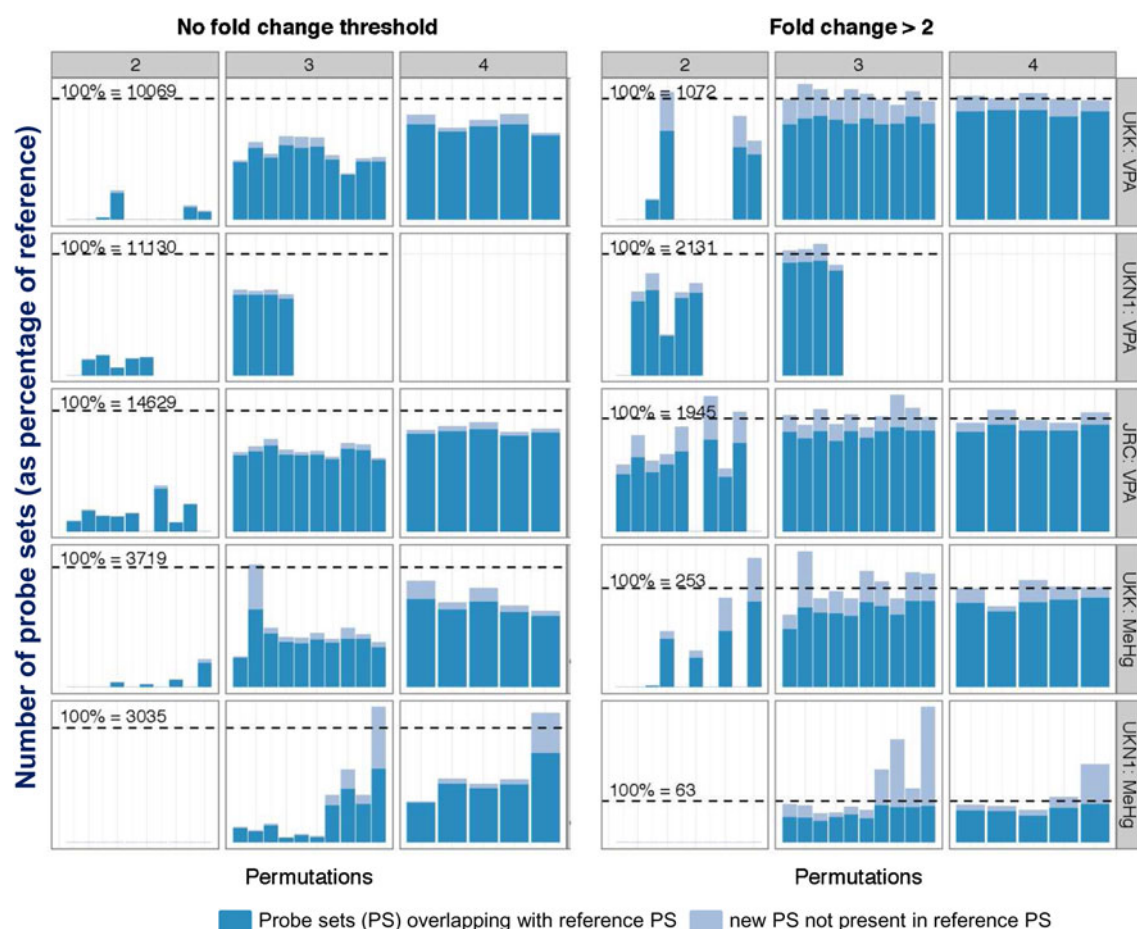 No fold change threshold
Fold change > 2
2 3 4 2 3 4
100% = 10069
100% = 1072
UKK: VPA
100% = 11130
100% = 2131
UKN1: VPA
100% = 14629
100% = 1945
JRC: VPA
100% = 3719
100% = 253
UKK: MeHg
100% = 3035
100% = 63
UKN1: MeHg
Number of probe sets (as percentage of reference)
Permutations
Permutations
Probe sets (PS) overlapping with reference PS
new PS not present in reference PS